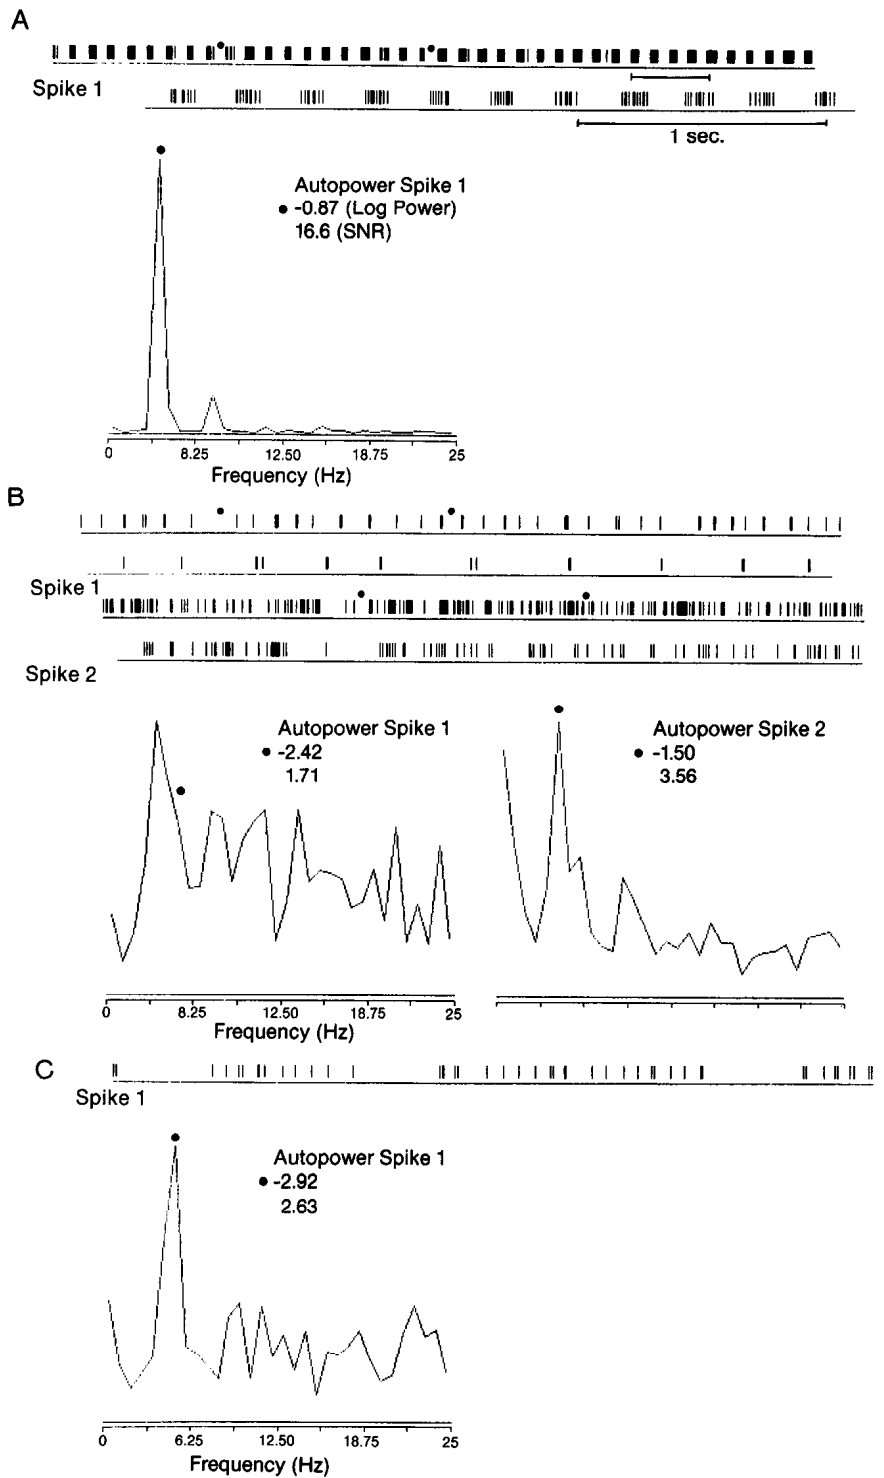 A
Spike 1
1 sec.
Autopower Spike 1
-0.87 (Log Power)
16.6 (SNR)
0 8.25 12.50 18.75 25
Frequency (Hz)
B
Spike 1
Spike 2
Autopower Spike 1
-2.42
1.71
Autopower Spike 2
-1.50
3.56
0 8.25 12.50 18.75 25
Frequency (Hz)
C
Spike 1
Autopower Spike 1
-2.92
2.63
0 6.25 12.50 18.75 25
Frequency (Hz)